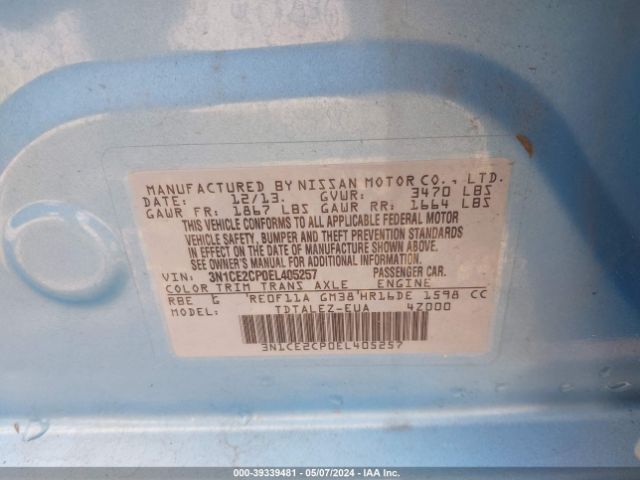 MANUFACTURED BY NISSAN MOTOR CO., LTD.
DATE: 12/13. GVWR: 3470 LBS
GAWR FR: 1867 LBS GAWR RR: 1664 LBS
THIS VEHICLE CONFORMS TO ALL APPLICABLE FEDERAL MOTOR
VEHICLE SAFETY, BUMPER AND THEFT PREVENTION STANDARDS
IN EFFECT ON THE DATE OF MANUFACTURE SHOWN ABOVE.
SEE OWNER'S MANUAL FOR ADDITIONAL INFORMATION.
VIN: 3N1CE2CP0EL405257 PASSENGER CAR.
COLOR TRIM TRANS AXLE ENGINE
RBE G RE0F11A GM38 HR16DE 1598 CC
MODEL: TDTALEZ-EUA 4Z000
3N1CE2CP0EL405257
000-39339481 - 05/07/2024 - IAA Inc.